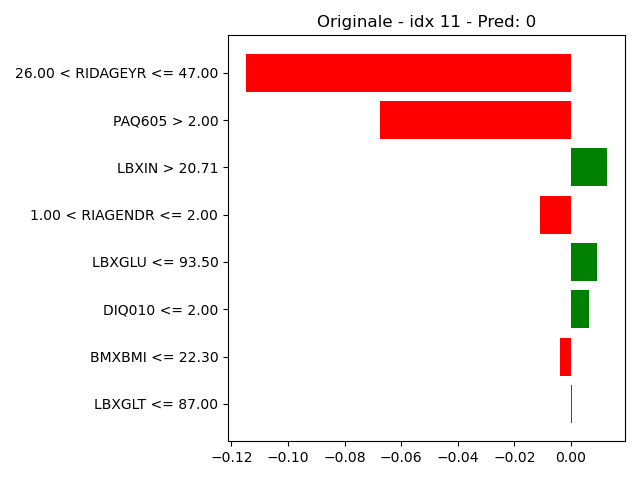 Originale - idx 11 - Pred: 0
26.00 < RIDAGEYR <= 47.00
PAQ605 > 2.00
LBXIN > 20.71
1.00 < RIAGENDR <= 2.00
LBXGLU <= 93.50
DIQ010 <= 2.00
BMXBMI <= 22.30
LBXGLT <= 87.00
−0.12 −0.10 −0.08 −0.06 −0.04 −0.02 0.00